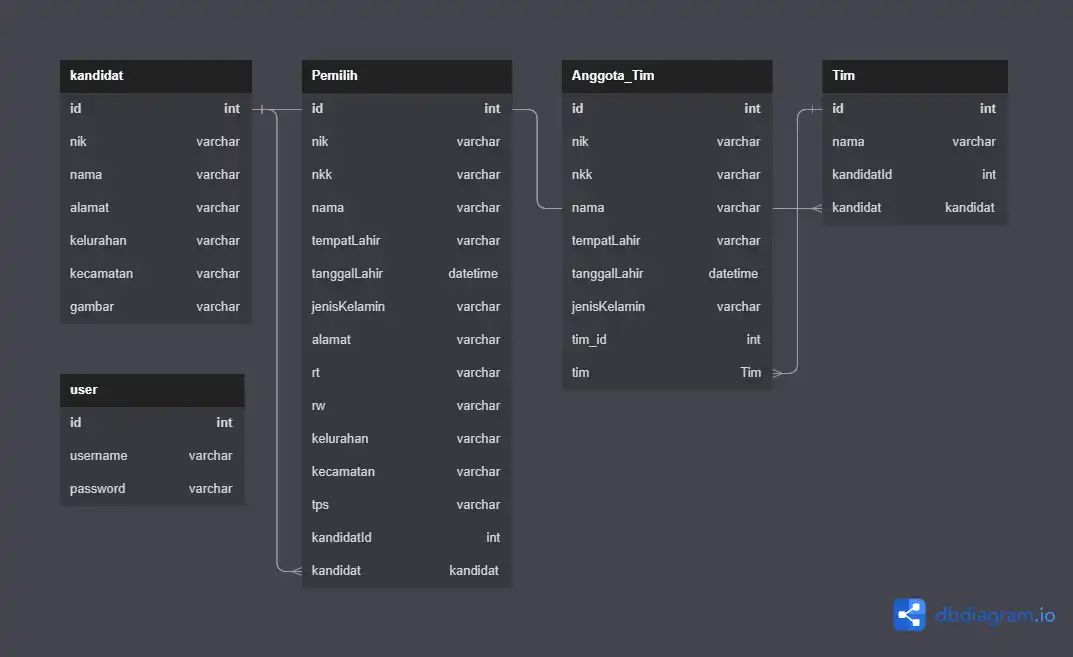 kandidat
id int
nik varchar
nama varchar
alamat varchar
kelurahan varchar
kecamatan varchar
gambar varchar
user
id int
username varchar
password varchar
Pemilih
id int
nik varchar
nkk varchar
nama varchar
tempatLahir varchar
tanggalLahir datetime
jenisKelamin varchar
alamat varchar
rt varchar
rw varchar
kelurahan varchar
kecamatan varchar
tps varchar
kandidatId int
kandidat kandidat
Anggota_Tim
id int
nik varchar
nkk varchar
nama varchar
tempatLahir varchar
tanggalLahir datetime
jenisKelamin varchar
tim_id int
tim Tim
Tim
id int
nama varchar
kandidatId int
kandidat kandidat
dbdiagram.io